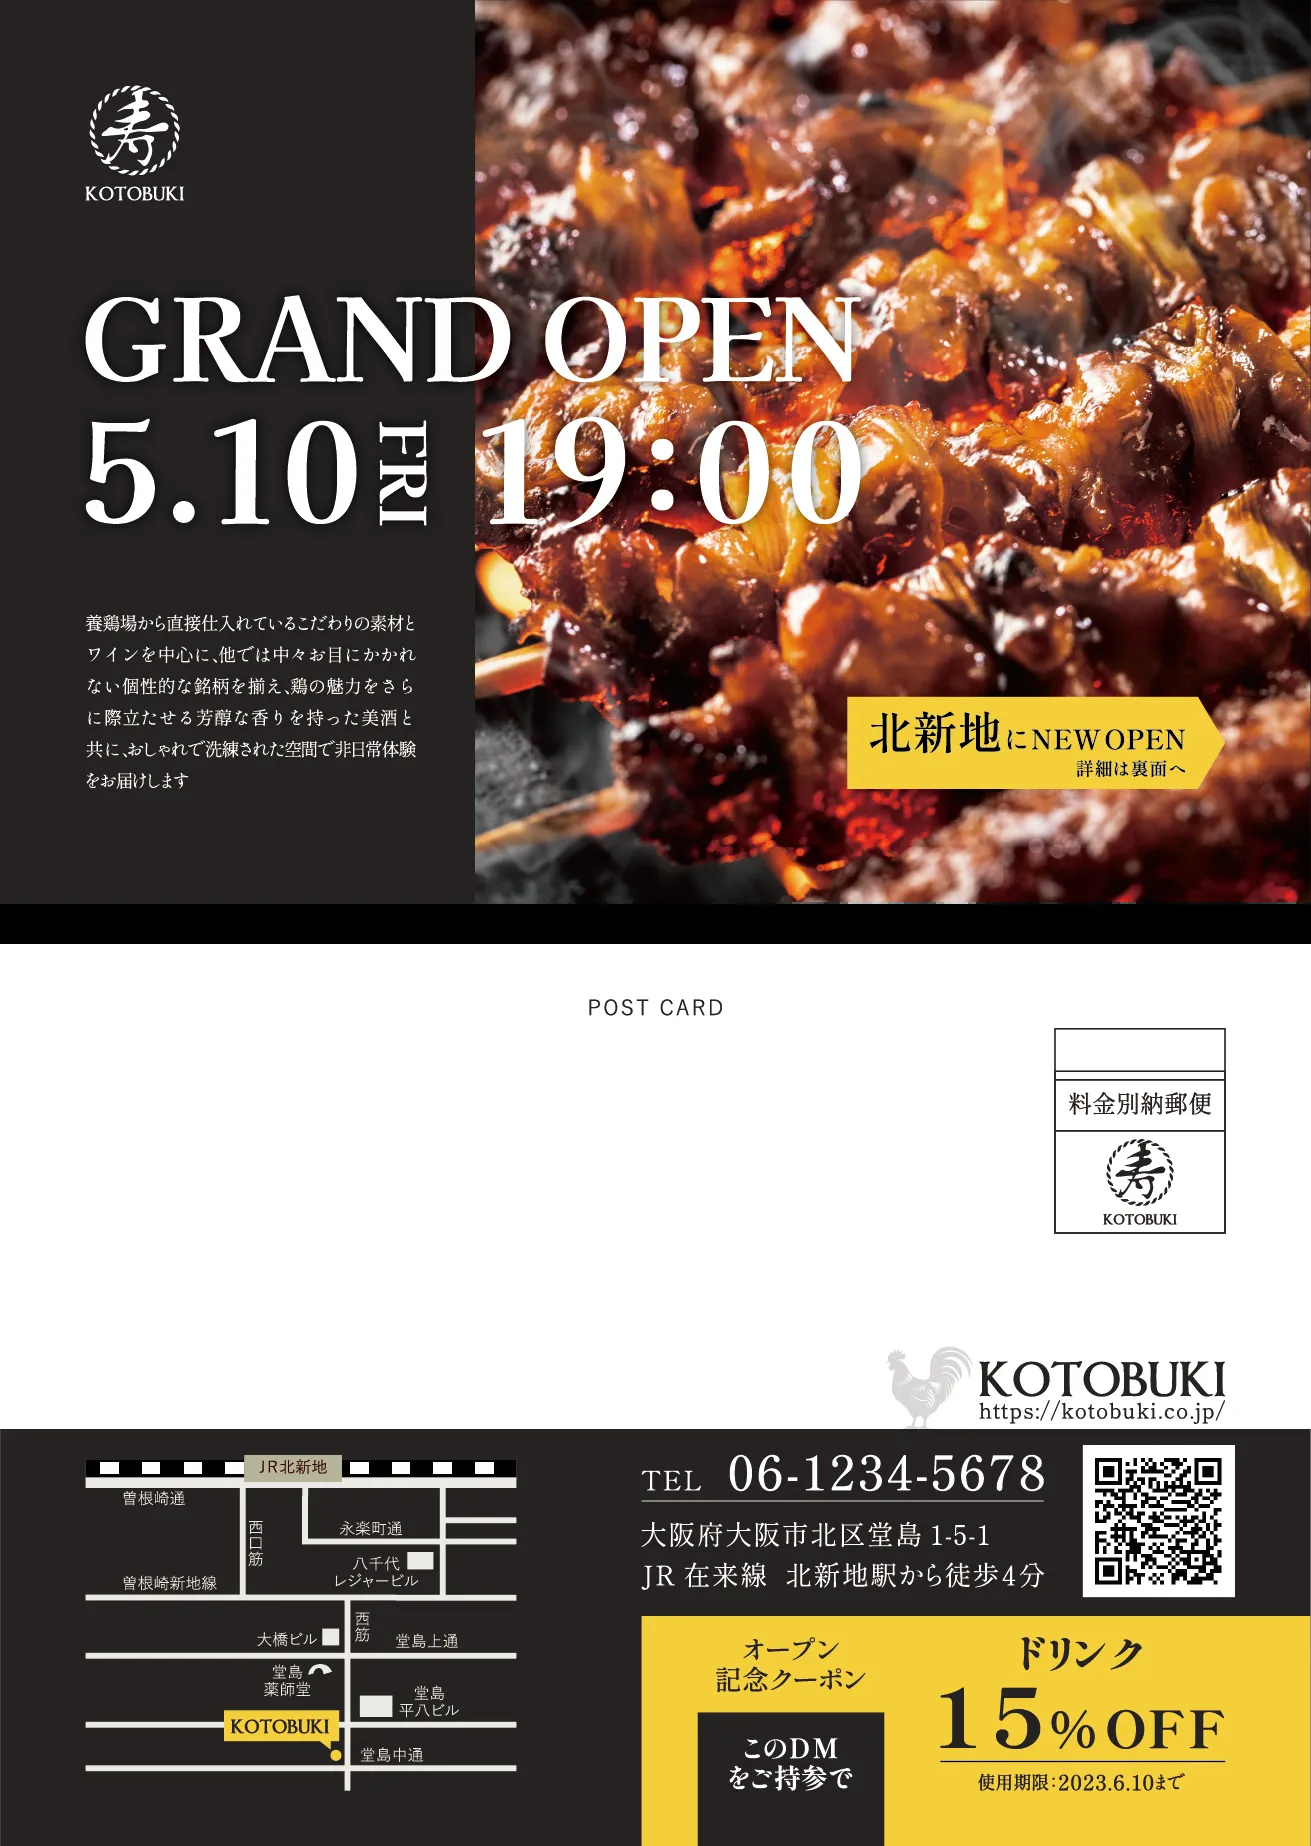 寿
KOTOBUKI
GRAND OPEN
5.10 FRI 19:00
養鶏場から直接仕入れているこだわりの素材と
ワインを中心に、他では中々お目にかかれ
ない個性的な銘柄を揃え、鶏の魅力をさら
に際立たせる芳醇な香りを持った美酒と
共に、おしゃれで洗練された空間で非日常体験
をお届けします
北新地にNEW OPEN
詳細は裏面へ
POST CARD
料金別納郵便
寿
KOTOBUKI
KOTOBUKI
https://kotobuki.co.jp/
JR北新地
曽根崎通
西口筋
永楽町通
八千代
レジャービル
曽根崎新地線
西筋
大橋ビル
堂島上通
堂島
薬師堂
堂島
平八ビル
KOTOBUKI
堂島中通
TEL 06-1234-5678
大阪府大阪市北区堂島 1-5-1
JR 在来線 北新地駅から徒歩4分
オープン
記念クーポン
このDM
をご持参で
ドリンク
15%OFF
使用期限:2023.6.10まで